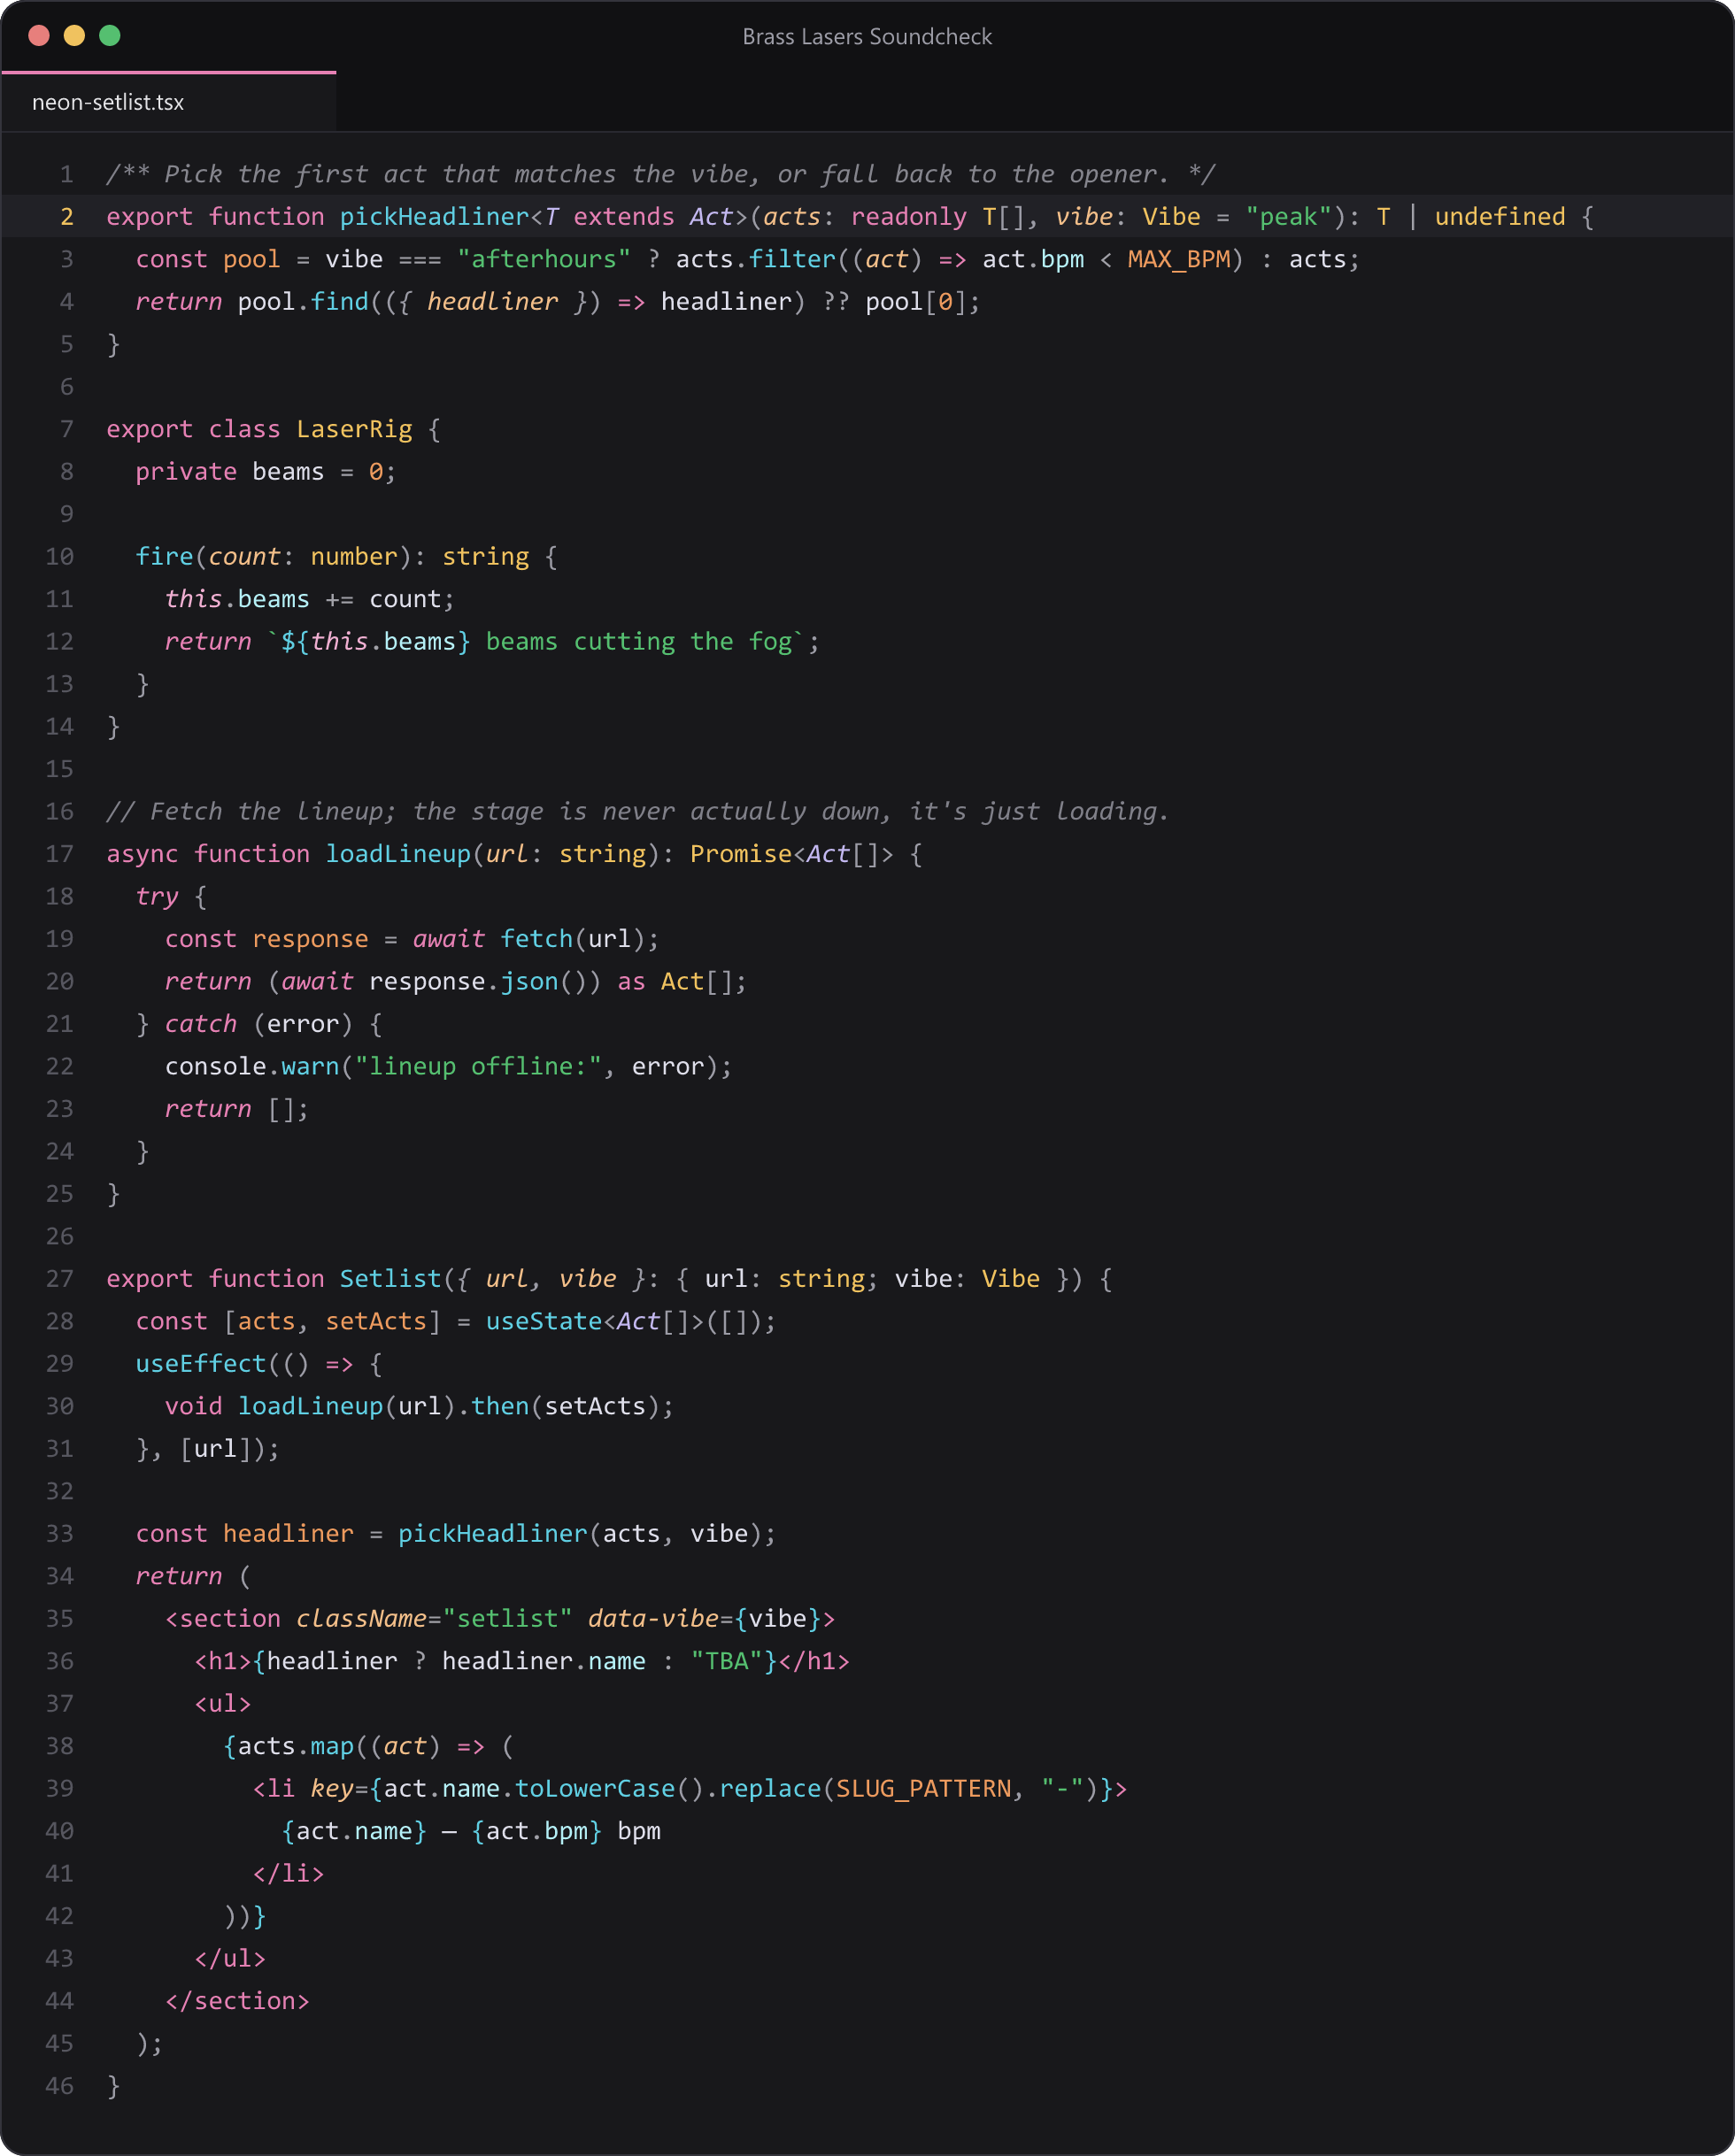 Brass Lasers Soundcheck
neon-setlist.tsx
1 /** Pick the first act that matches the vibe, or fall back to the opener. */
2 export function pickHeadliner<T extends Act>(acts: readonly T[], vibe: Vibe = "peak"): T | undefined {
3   const pool = vibe === "afterhours" ? acts.filter((act) => act.bpm < MAX_BPM) : acts;
4   return pool.find(({ headliner }) => headliner) ?? pool[0];
5 }
6
7 export class LaserRig {
8   private beams = 0;
9
10   fire(count: number): string {
11     this.beams += count;
12     return `${this.beams} beams cutting the fog`;
13   }
14 }
15
16 // Fetch the lineup; the stage is never actually down, it's just loading.
17 async function loadLineup(url: string): Promise<Act[]> {
18   try {
19     const response = await fetch(url);
20     return (await response.json()) as Act[];
21   } catch (error) {
22     console.warn("lineup offline:", error);
23     return [];
24   }
25 }
26
27 export function Setlist({ url, vibe }: { url: string; vibe: Vibe }) {
28   const [acts, setActs] = useState<Act[]>([]);
29   useEffect(() => {
30     void loadLineup(url).then(setActs);
31   }, [url]);
32
33   const headliner = pickHeadliner(acts, vibe);
34   return (
35     <section className="setlist" data-vibe={vibe}>
36       <h1>{headliner ? headliner.name : "TBA"}</h1>
37       <ul>
38         {acts.map((act) => (
39           <li key={act.name.toLowerCase().replace(SLUG_PATTERN, "-")}>
40             {act.name} — {act.bpm} bpm
41           </li>
42         ))}
43       </ul>
44     </section>
45   );
46 }